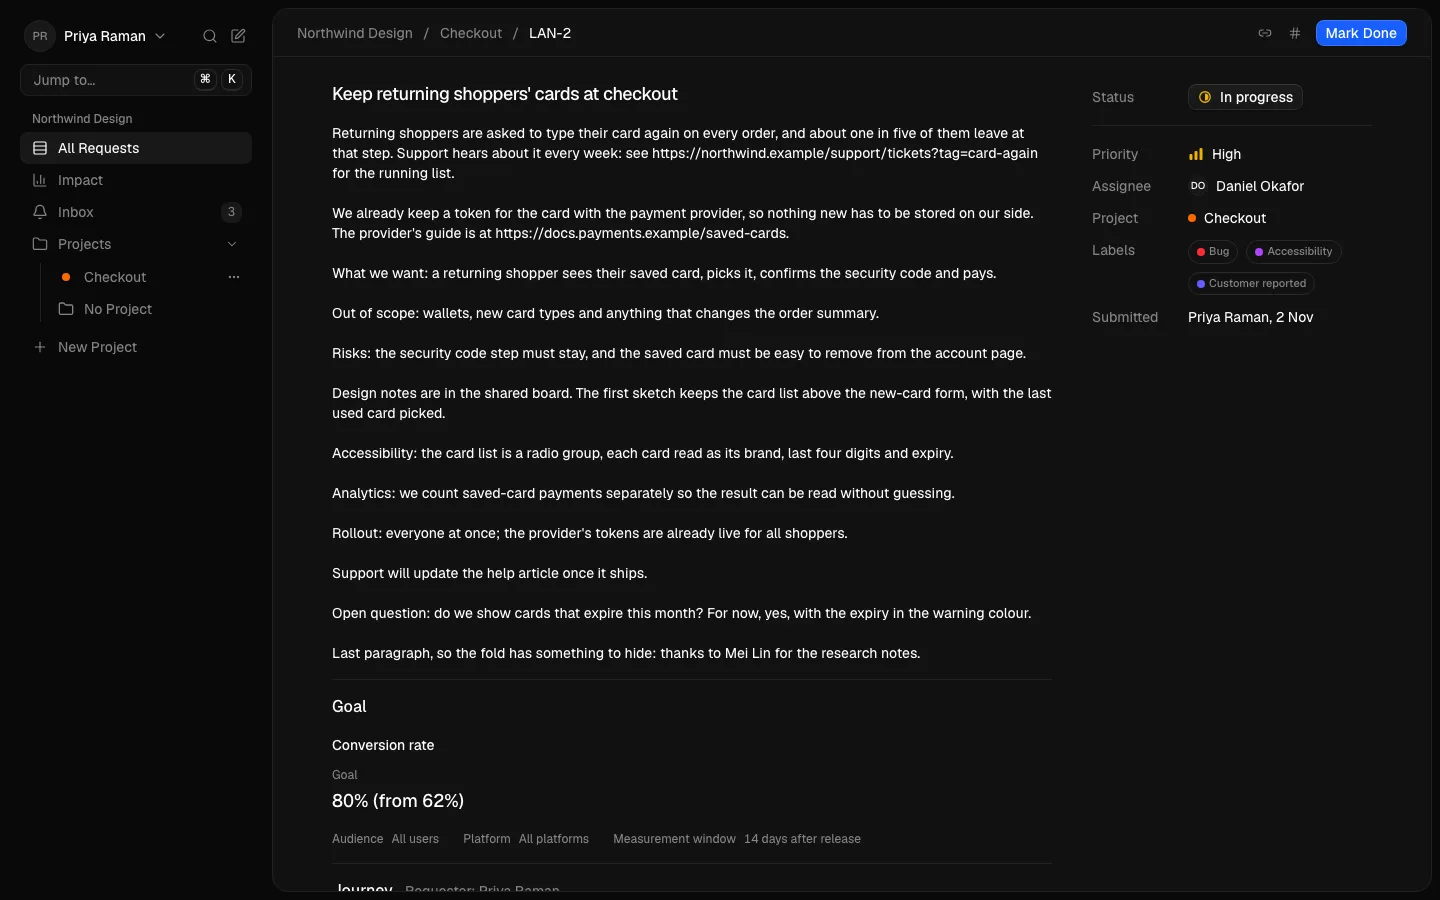 PR Priya Raman
Jump to... ⌘ K
Northwind Design
All Requests
Impact
Inbox 3
Projects
Checkout
No Project
New Project
Northwind Design / Checkout / LAN-2
Mark Done
Keep returning shoppers' cards at checkout
Returning shoppers are asked to type their card again on every order, and about one in five of them leave at
that step. Support hears about it every week: see https://northwind.example/support/tickets?tag=card-again
for the running list.
We already keep a token for the card with the payment provider, so nothing new has to be stored on our side.
The provider's guide is at https://docs.payments.example/saved-cards.
What we want: a returning shopper sees their saved card, picks it, confirms the security code and pays.
Out of scope: wallets, new card types and anything that changes the order summary.
Risks: the security code step must stay, and the saved card must be easy to remove from the account page.
Design notes are in the shared board. The first sketch keeps the card list above the new-card form, with the last
used card picked.
Accessibility: the card list is a radio group, each card read as its brand, last four digits and expiry.
Analytics: we count saved-card payments separately so the result can be read without guessing.
Rollout: everyone at once; the provider's tokens are already live for all shoppers.
Support will update the help article once it ships.
Open question: do we show cards that expire this month? For now, yes, with the expiry in the warning colour.
Last paragraph, so the fold has something to hide: thanks to Mei Lin for the research notes.
Goal
Conversion rate
Goal
80% (from 62%)
Audience All users Platform All platforms Measurement window 14 days after release
Journey Requester: Priya Raman
Status In progress
Priority High
Assignee DO Daniel Okafor
Project Checkout
Labels Bug Accessibility
Customer reported
Submitted Priya Raman, 2 Nov